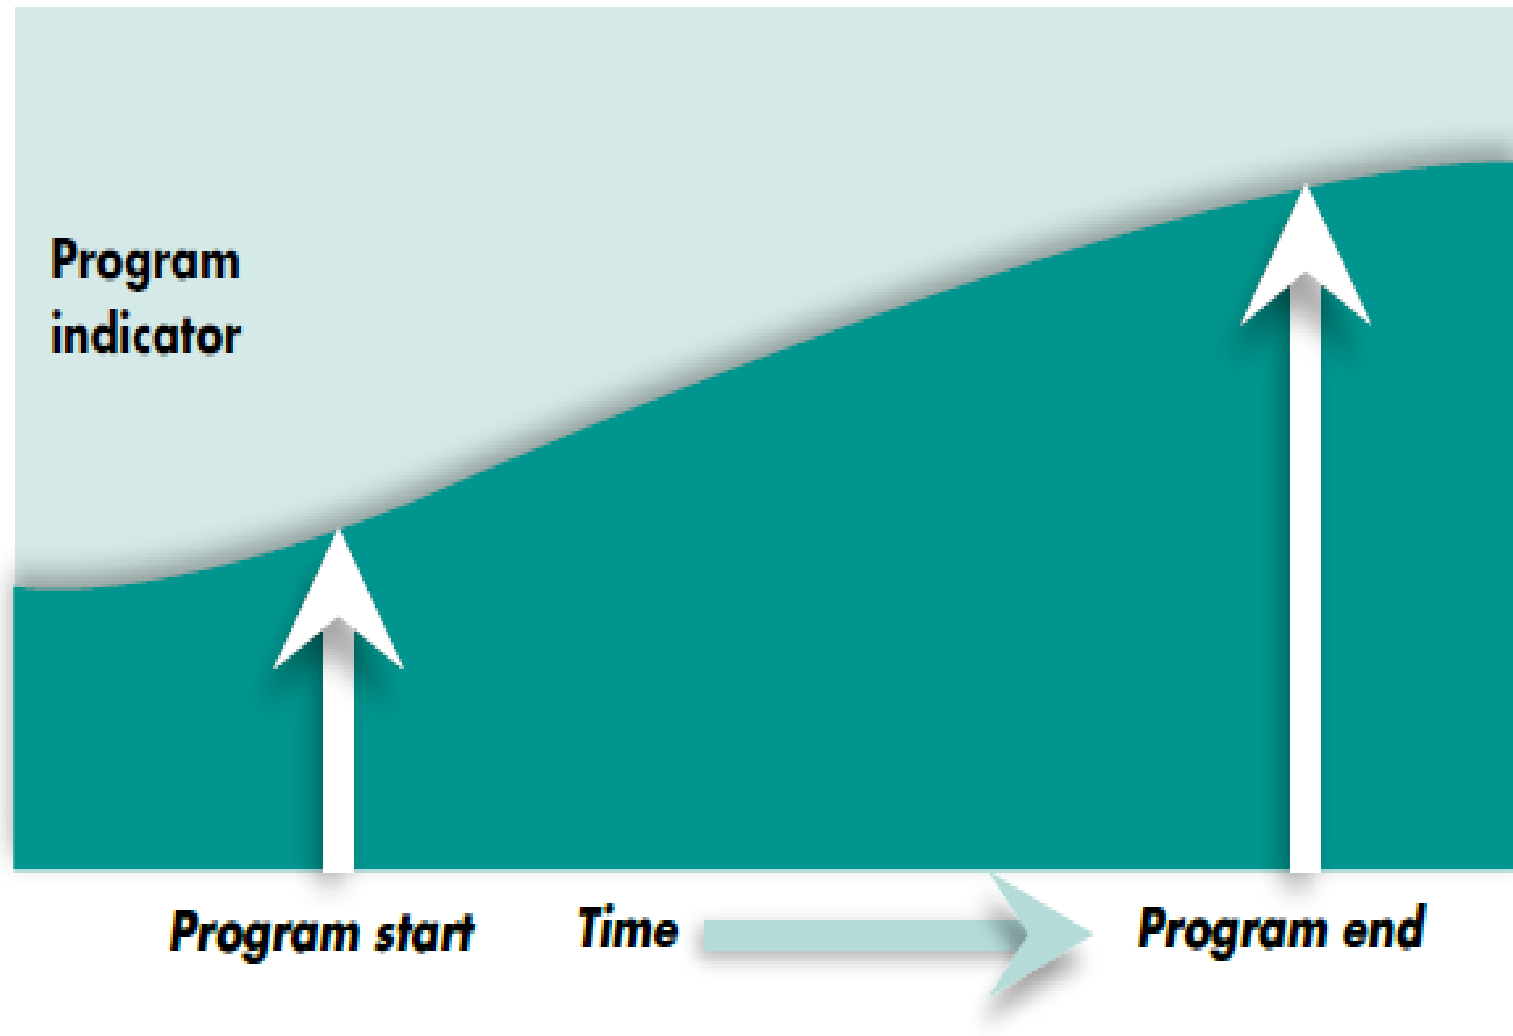 Program
indicator
Program start
Time
Program end